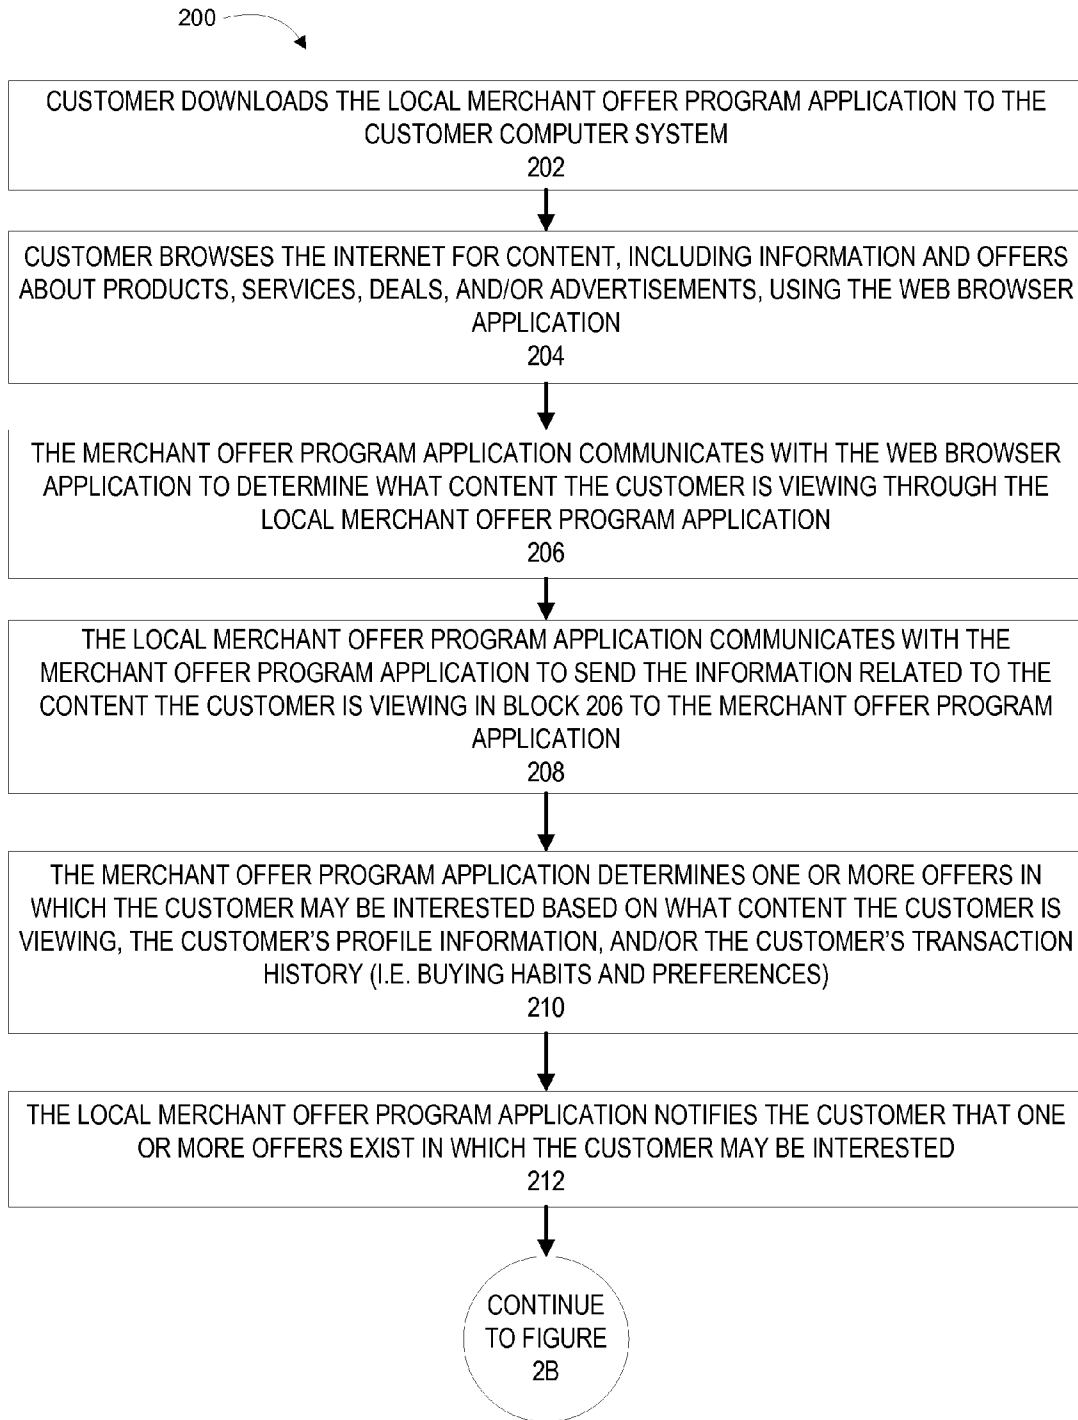 200
CUSTOMER DOWNLOADS THE LOCAL MERCHANT OFFER PROGRAM APPLICATION TO THE
CUSTOMER COMPUTER SYSTEM
202
CUSTOMER BROWSES THE INTERNET FOR CONTENT, INCLUDING INFORMATION AND OFFERS
ABOUT PRODUCTS, SERVICES, DEALS, AND/OR ADVERTISEMENTS, USING THE WEB BROWSER
APPLICATION
204
THE MERCHANT OFFER PROGRAM APPLICATION COMMUNICATES WITH THE WEB BROWSER
APPLICATION TO DETERMINE WHAT CONTENT THE CUSTOMER IS VIEWING THROUGH THE
LOCAL MERCHANT OFFER PROGRAM APPLICATION
206
THE LOCAL MERCHANT OFFER PROGRAM APPLICATION COMMUNICATES WITH THE
MERCHANT OFFER PROGRAM APPLICATION TO SEND THE INFORMATION RELATED TO THE
CONTENT THE CUSTOMER IS VIEWING IN BLOCK 206 TO THE MERCHANT OFFER PROGRAM
APPLICATION
208
THE MERCHANT OFFER PROGRAM APPLICATION DETERMINES ONE OR MORE OFFERS IN
WHICH THE CUSTOMER MAY BE INTERESTED BASED ON WHAT CONTENT THE CUSTOMER IS
VIEWING, THE CUSTOMER'S PROFILE INFORMATION, AND/OR THE CUSTOMER'S TRANSACTION
HISTORY (I.E. BUYING HABITS AND PREFERENCES)
210
THE LOCAL MERCHANT OFFER PROGRAM APPLICATION NOTIFIES THE CUSTOMER THAT ONE
OR MORE OFFERS EXIST IN WHICH THE CUSTOMER MAY BE INTERESTED
212
CONTINUE
TO FIGURE
2B